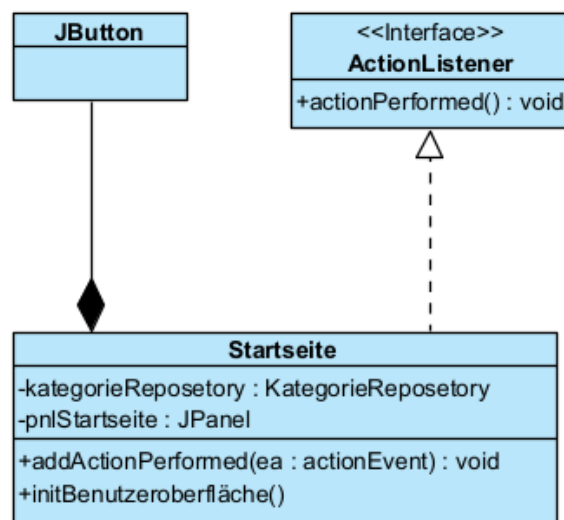 JButton
<<Interface>>
ActionListener
+actionPerformed() : void
Startseite
-kategorieReposetory : KategorieReposetory
-pnlStartseite : JPanel
+addActionPerformed(ea : actionEvent) : void
+initBenutzeroberfläche()